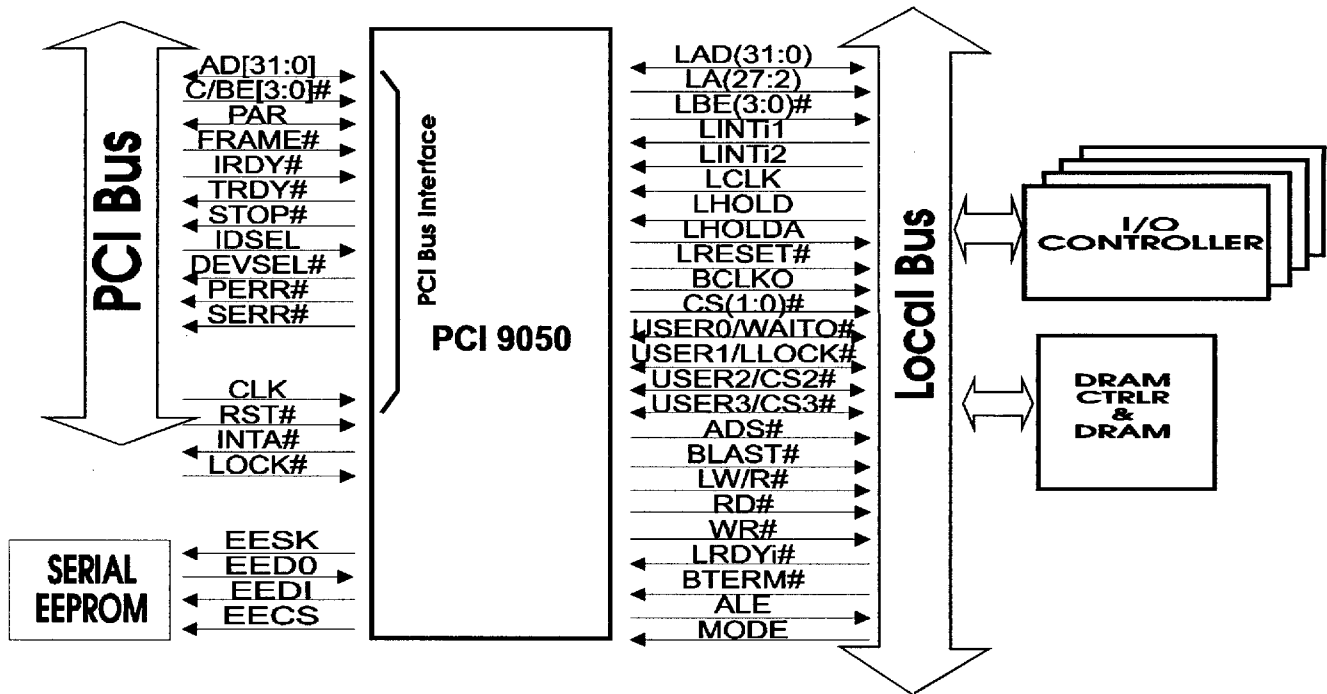 PCI Bus
AD[31:0]
C/BE[3:0]#
PAR
FRAME#
IRDY#
TRDY#
STOP#
IDSEL
DEVSEL#
PERR#
SERR#
CLK
RST#
INTA#
LOCK#
SERIAL
EEPROM
EESK
EED0
EEDI
EECS
PCI Bus Interface
PCI 9050
LAD(31:0)
LA(27:2)
LBE(3:0)#
LINTi1
LINTi2
LCLK
LHOLD
LHOLDA
LRESET#
BCLKO
CS(1:0)#
USER0/WAITO#
USER1/LLOCK#
USER2/CS2#
USER3/CS3#
ADS#
BLAST#
LW/R#
RD#
WR#
LRDYi#
BTERM#
ALE
MODE
Local Bus
I/O
CONTROLLER
DRAM
CTRLR
&
DRAM